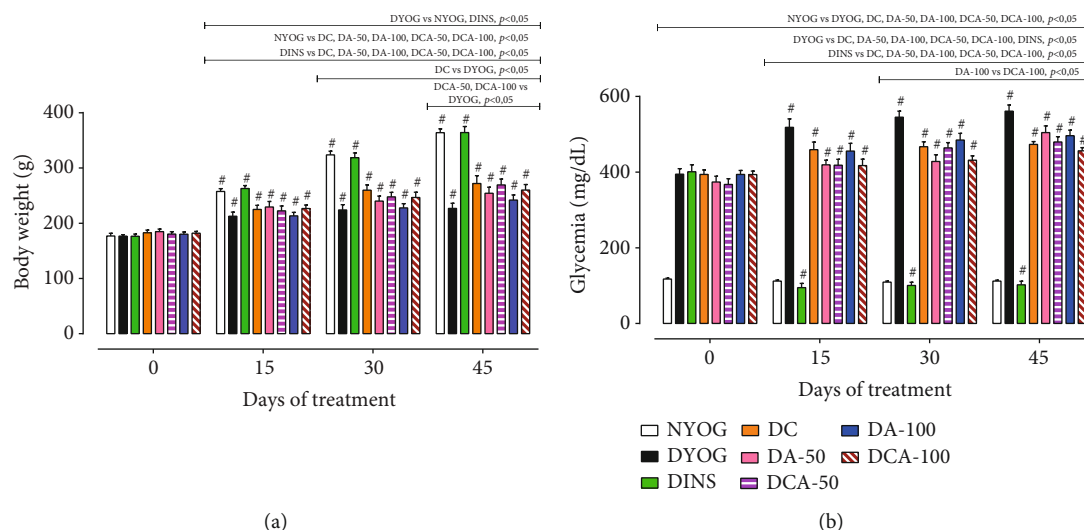 DYOG vs NYOG, DINS, p<0,05
NYOG vs DC, DA-50, DA-100, DCA-50, DCA-100, p<0,05
DINS vs DC, DA-50, DA-100, DCA-50, DCA-100, p<0,05
DC vs DYOG, p<0,05
DCA-50, DCA-100 vs
DYOG, p<0,05
400
300
200
100
0
Body weight (g)
# # # # # # # #
# # # # # # # #
# # # # # # # #
0 15 30 45
Days of treatment
(a)
NYOG vs DYOG, DC, DA-50, DA-100, DCA-50, DCA-100, p<0,05
DYOG vs DC, DA-50, DA-100, DCA-50, DCA-100, DINS, p<0,05
DINS vs DC, DA-50, DA-100, DCA-50, DCA-100, p<0,05
DA-100 vs DCA-100, p<0,05
600
400
200
0
Glycemia (mg/dL)
# # # # # # #
# # # # # # #
# # # # # # #
0 15 30 45
Days of treatment
NYOG DC DA-100
DYOG DA-50 DCA-100
DINS DCA-50
(b)